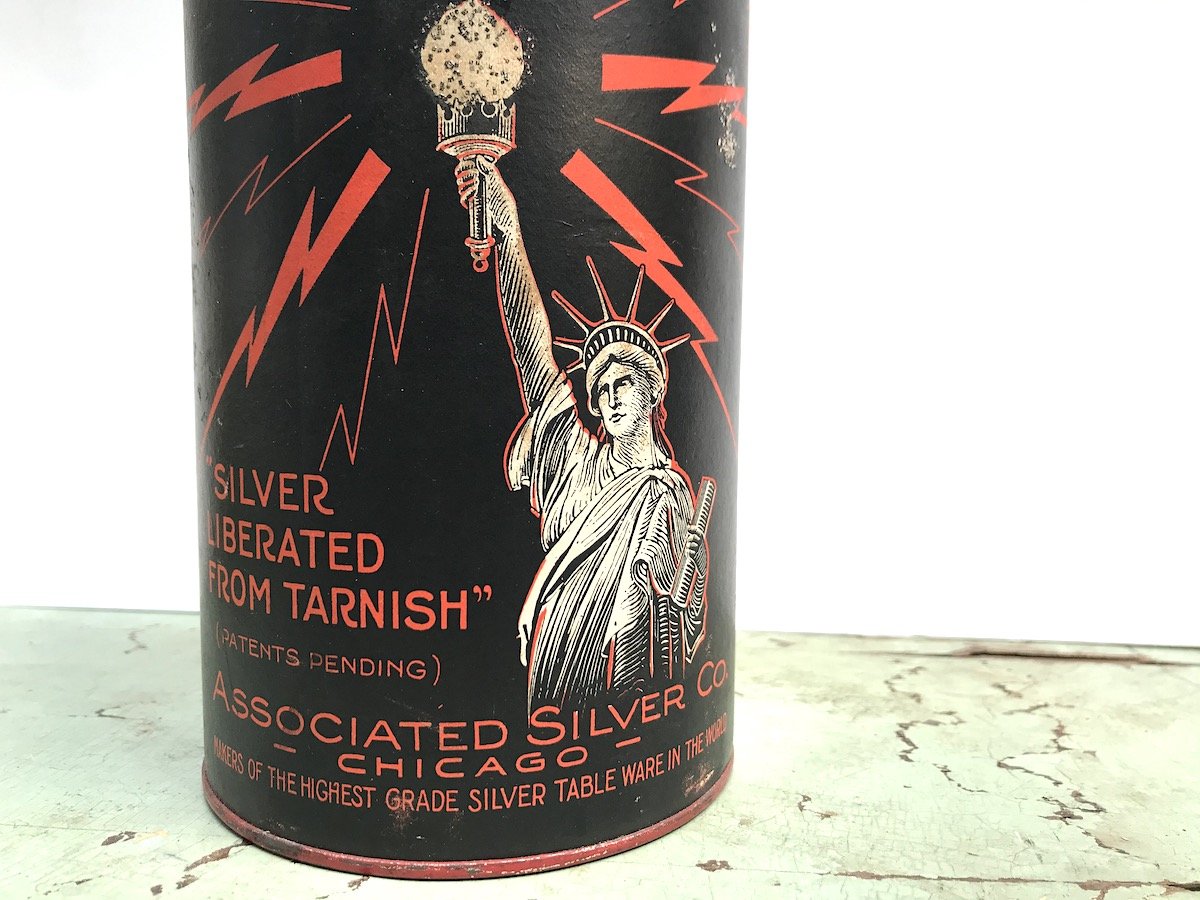 "SILVER
LIBERATED
FROM TARNISH"
(PATENTS PENDING)
ASSOCIATED SILVER CO.
CHICAGO
MAKERS OF THE HIGHEST GRADE SILVER TABLE WARE IN THE WORLD